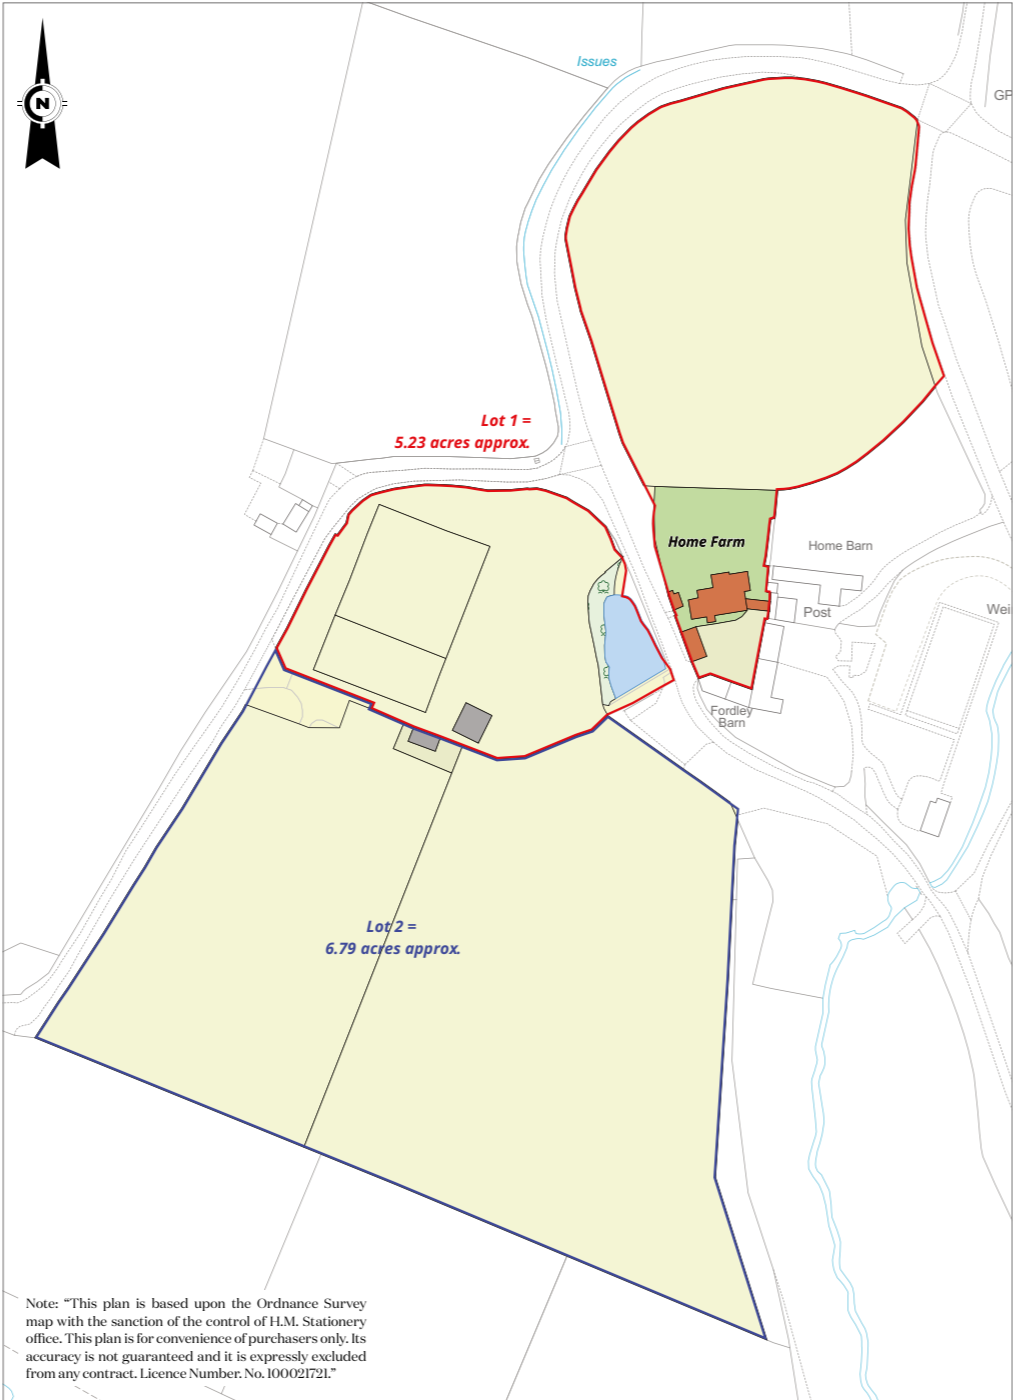 Issues
GP
N
Lot 1 =
5.23 acres approx.
Home Farm
Home Barn
Post
Wei
Fordley
Barn
Lot 2 =
6.79 acres approx.
Note: “This plan is based upon the Ordnance Survey
map with the sanction of the control of H.M. Stationery
office. This plan is for convenience of purchasers only. Its
accuracy is not guaranteed and it is expressly excluded
from any contract. Licence Number. No. 100021721.”